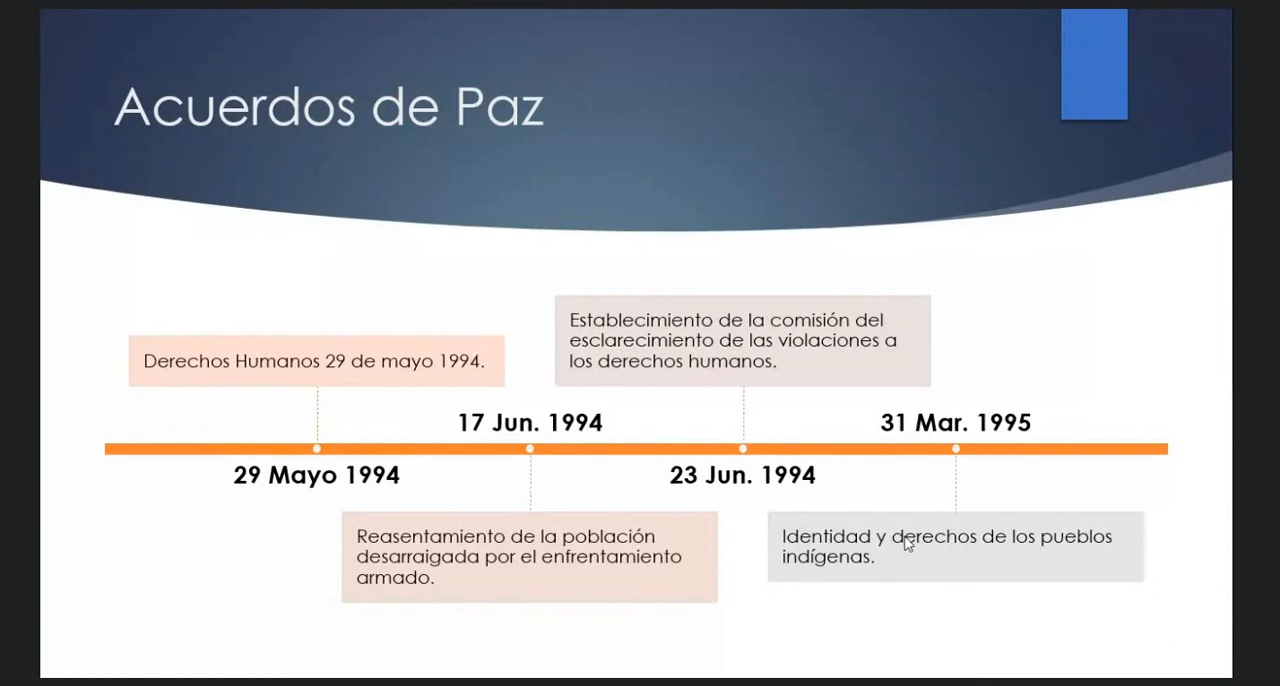 Acuerdos de Paz
Derechos Humanos 29 de mayo 1994.
29 Mayo 1994
17 Jun. 1994
Reasentamiento de la población
desarraigada por el enfrentamiento
armado.
Establecimiento de la comisión del
esclarecimiento de las violaciones a
los derechos humanos.
23 Jun. 1994
31 Mar. 1995
Identidad y derechos de los pueblos
indígenas.